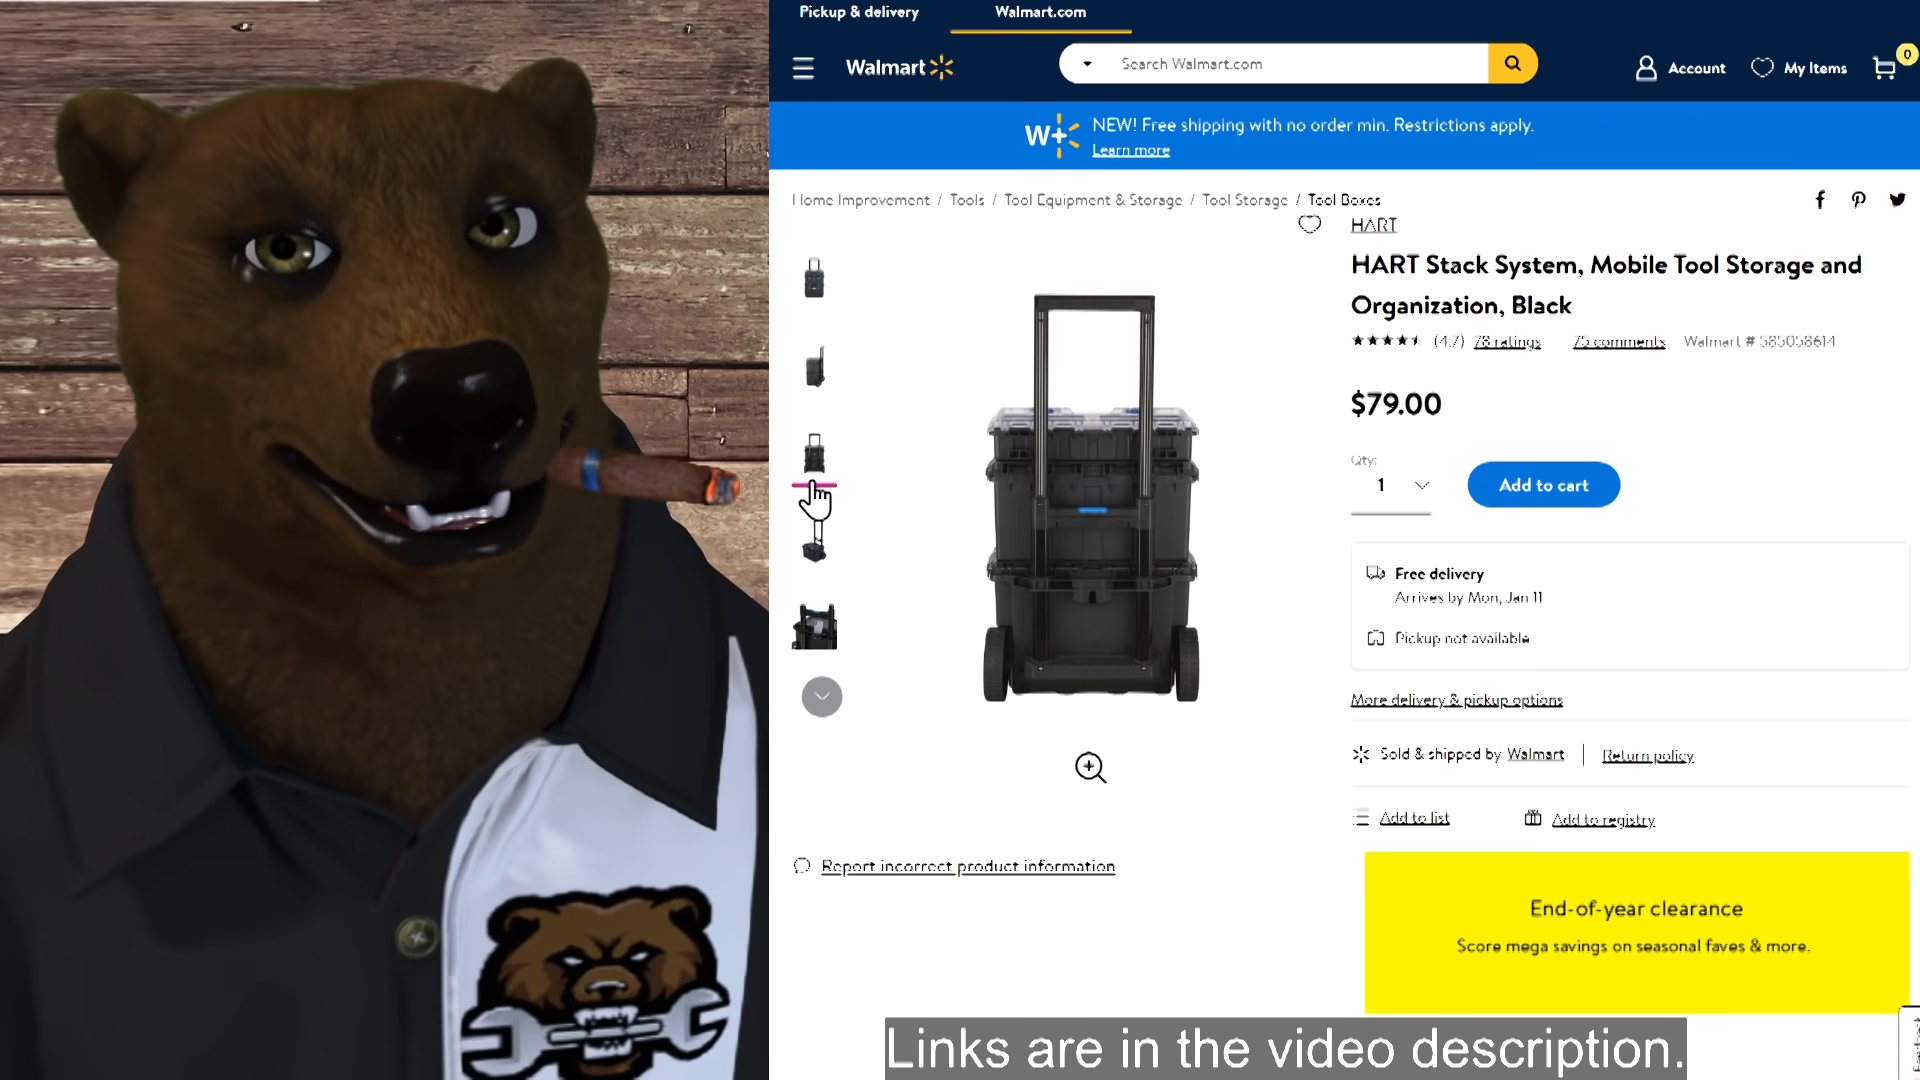 Pickup & delivery
Walmart.com
Walmart
Search Walmart.com
Account
My Items
0
W+
NEW! Free shipping with no order min. Restrictions apply.
Learn more
Home Improvement / Tools / Tool Equipment & Storage / Tool Storage / Tool Boxes
HART
HART Stack System, Mobile Tool Storage and
Organization, Black
(4.7) 78 ratings 75 comments Walmart # 585058614
$79.00
Qty:
1
Add to cart
Free delivery
Arrives by Mon, Jan 11
Pickup not available
More delivery & pickup options
Sold & shipped by Walmart | Return policy
Add to list
Add to registry
Report incorrect product information
End-of-year clearance
Score mega savings on seasonal faves & more.
Links are in the video description.